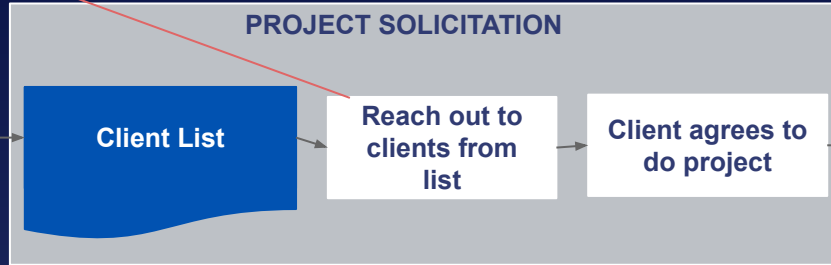 PROJECT SOLICITATION
Client List
Reach out to
clients from
list
Client agrees to
do project